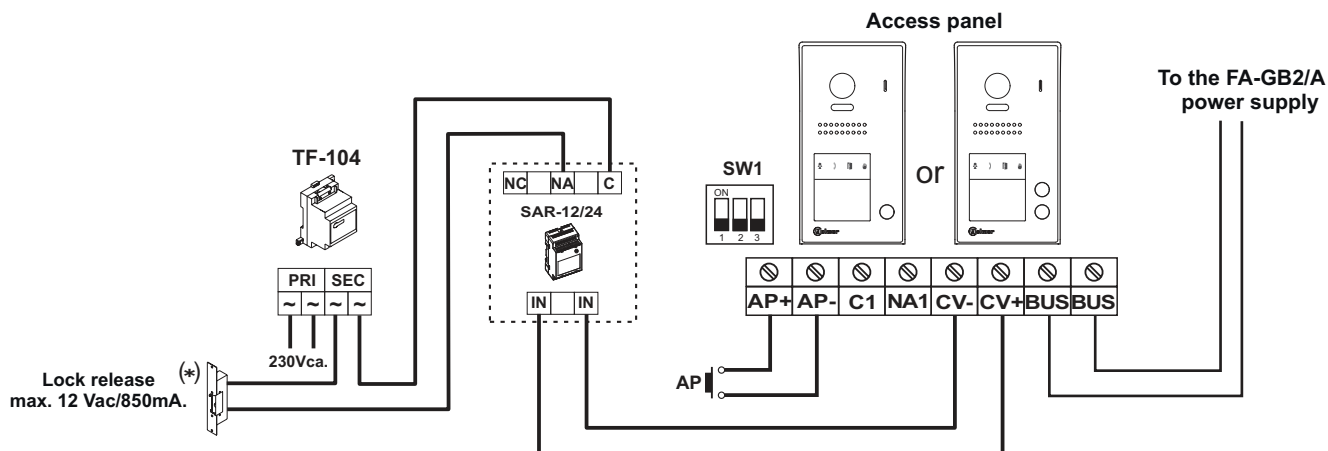 Access panel
To the FA-GB2/A
power supply
TF-104
SW1
ON
1 2 3
or
NC NA C
SAR-12/24
IN IN
PRI SEC
~ ~ ~ ~
230Vca.
AP+ AP- C1 NA1 CV- CV+ BUS BUS
AP
(*)
Lock release
max. 12 Vac/850mA.